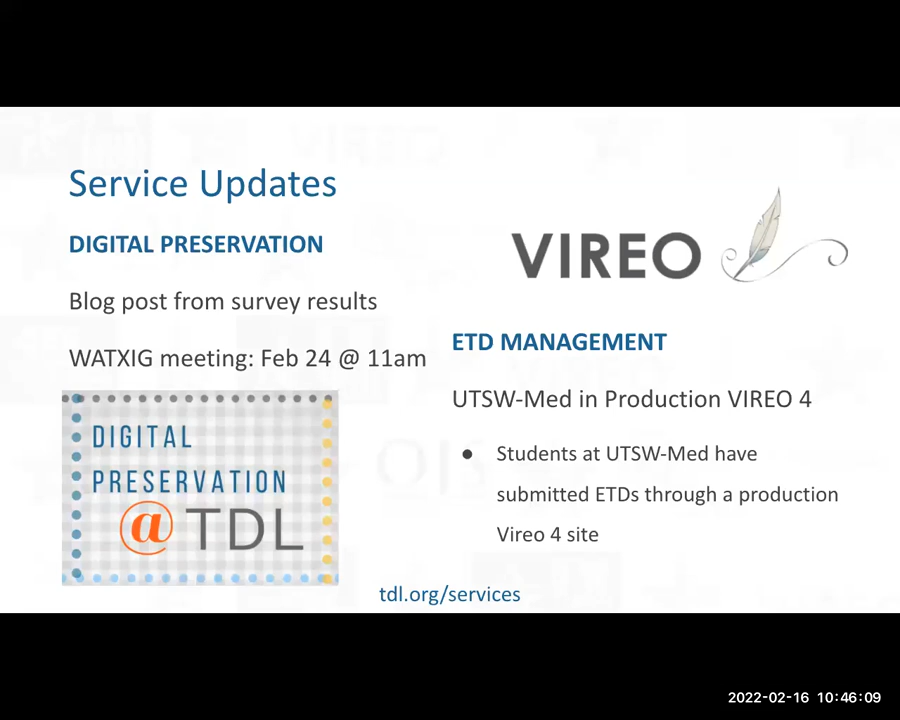 Service Updates
DIGITAL PRESERVATION
Blog post from survey results
WATXIG meeting: Feb 24 @ 11am
DIGITAL
PRESERVATION
@TDL
VIREO
ETD MANAGEMENT
UTSW-Med in Production VIREO 4
● Students at UTSW-Med have
submitted ETDs through a production
Vireo 4 site
tdl.org/services
2022-02-16 10:46:09